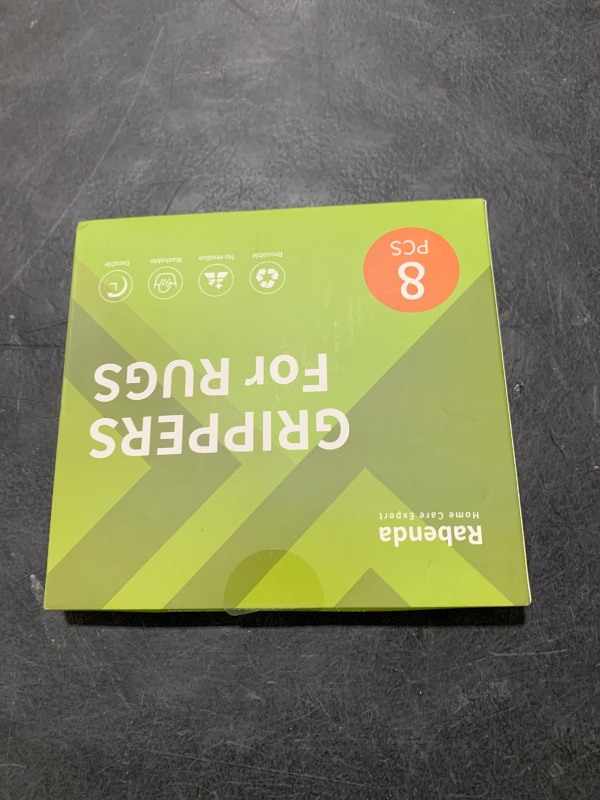 Rabenda
Home Care Expert
GRIPPERS
For RUGS
8
PCS
Reusable
No residue
Washable
Durable